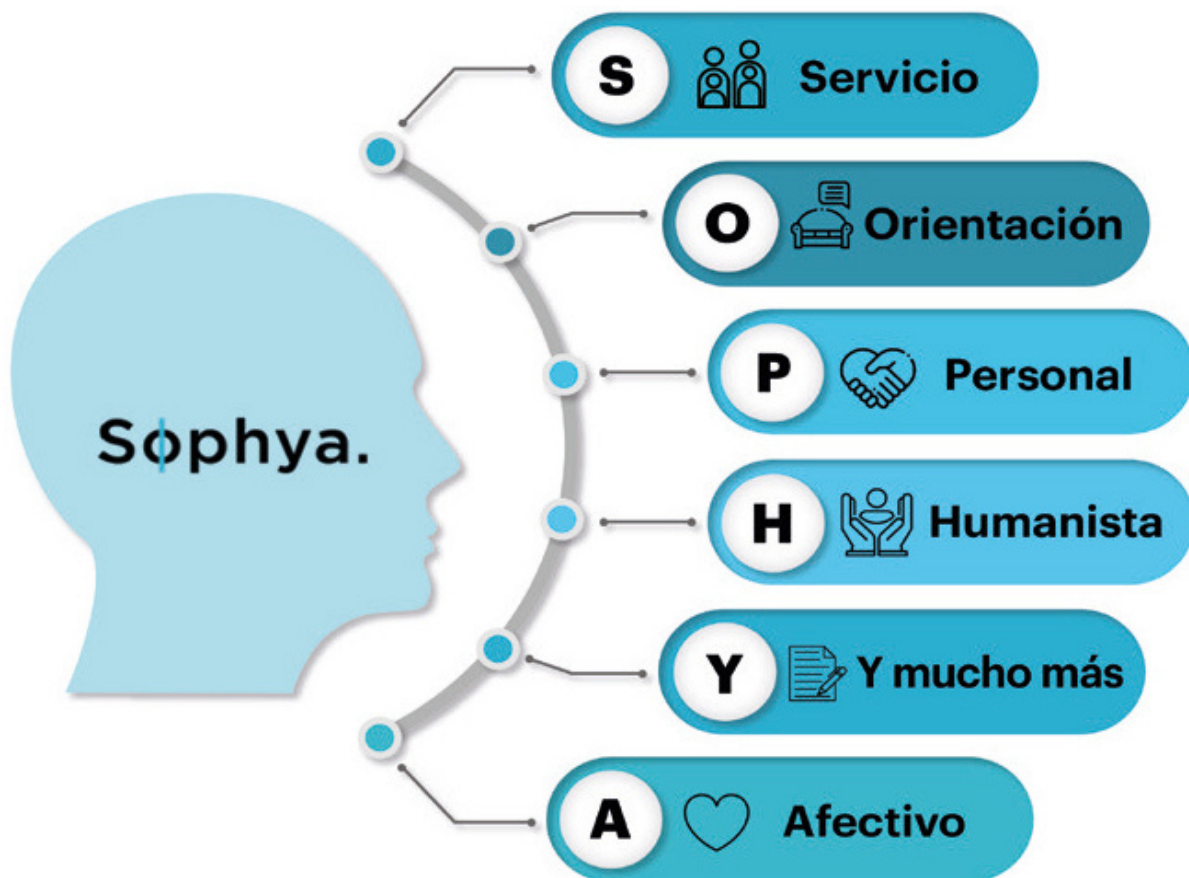 S Servicio
O Orientación
P Personal
Sophya.
H Humanista
Y Y mucho más
A Afectivo